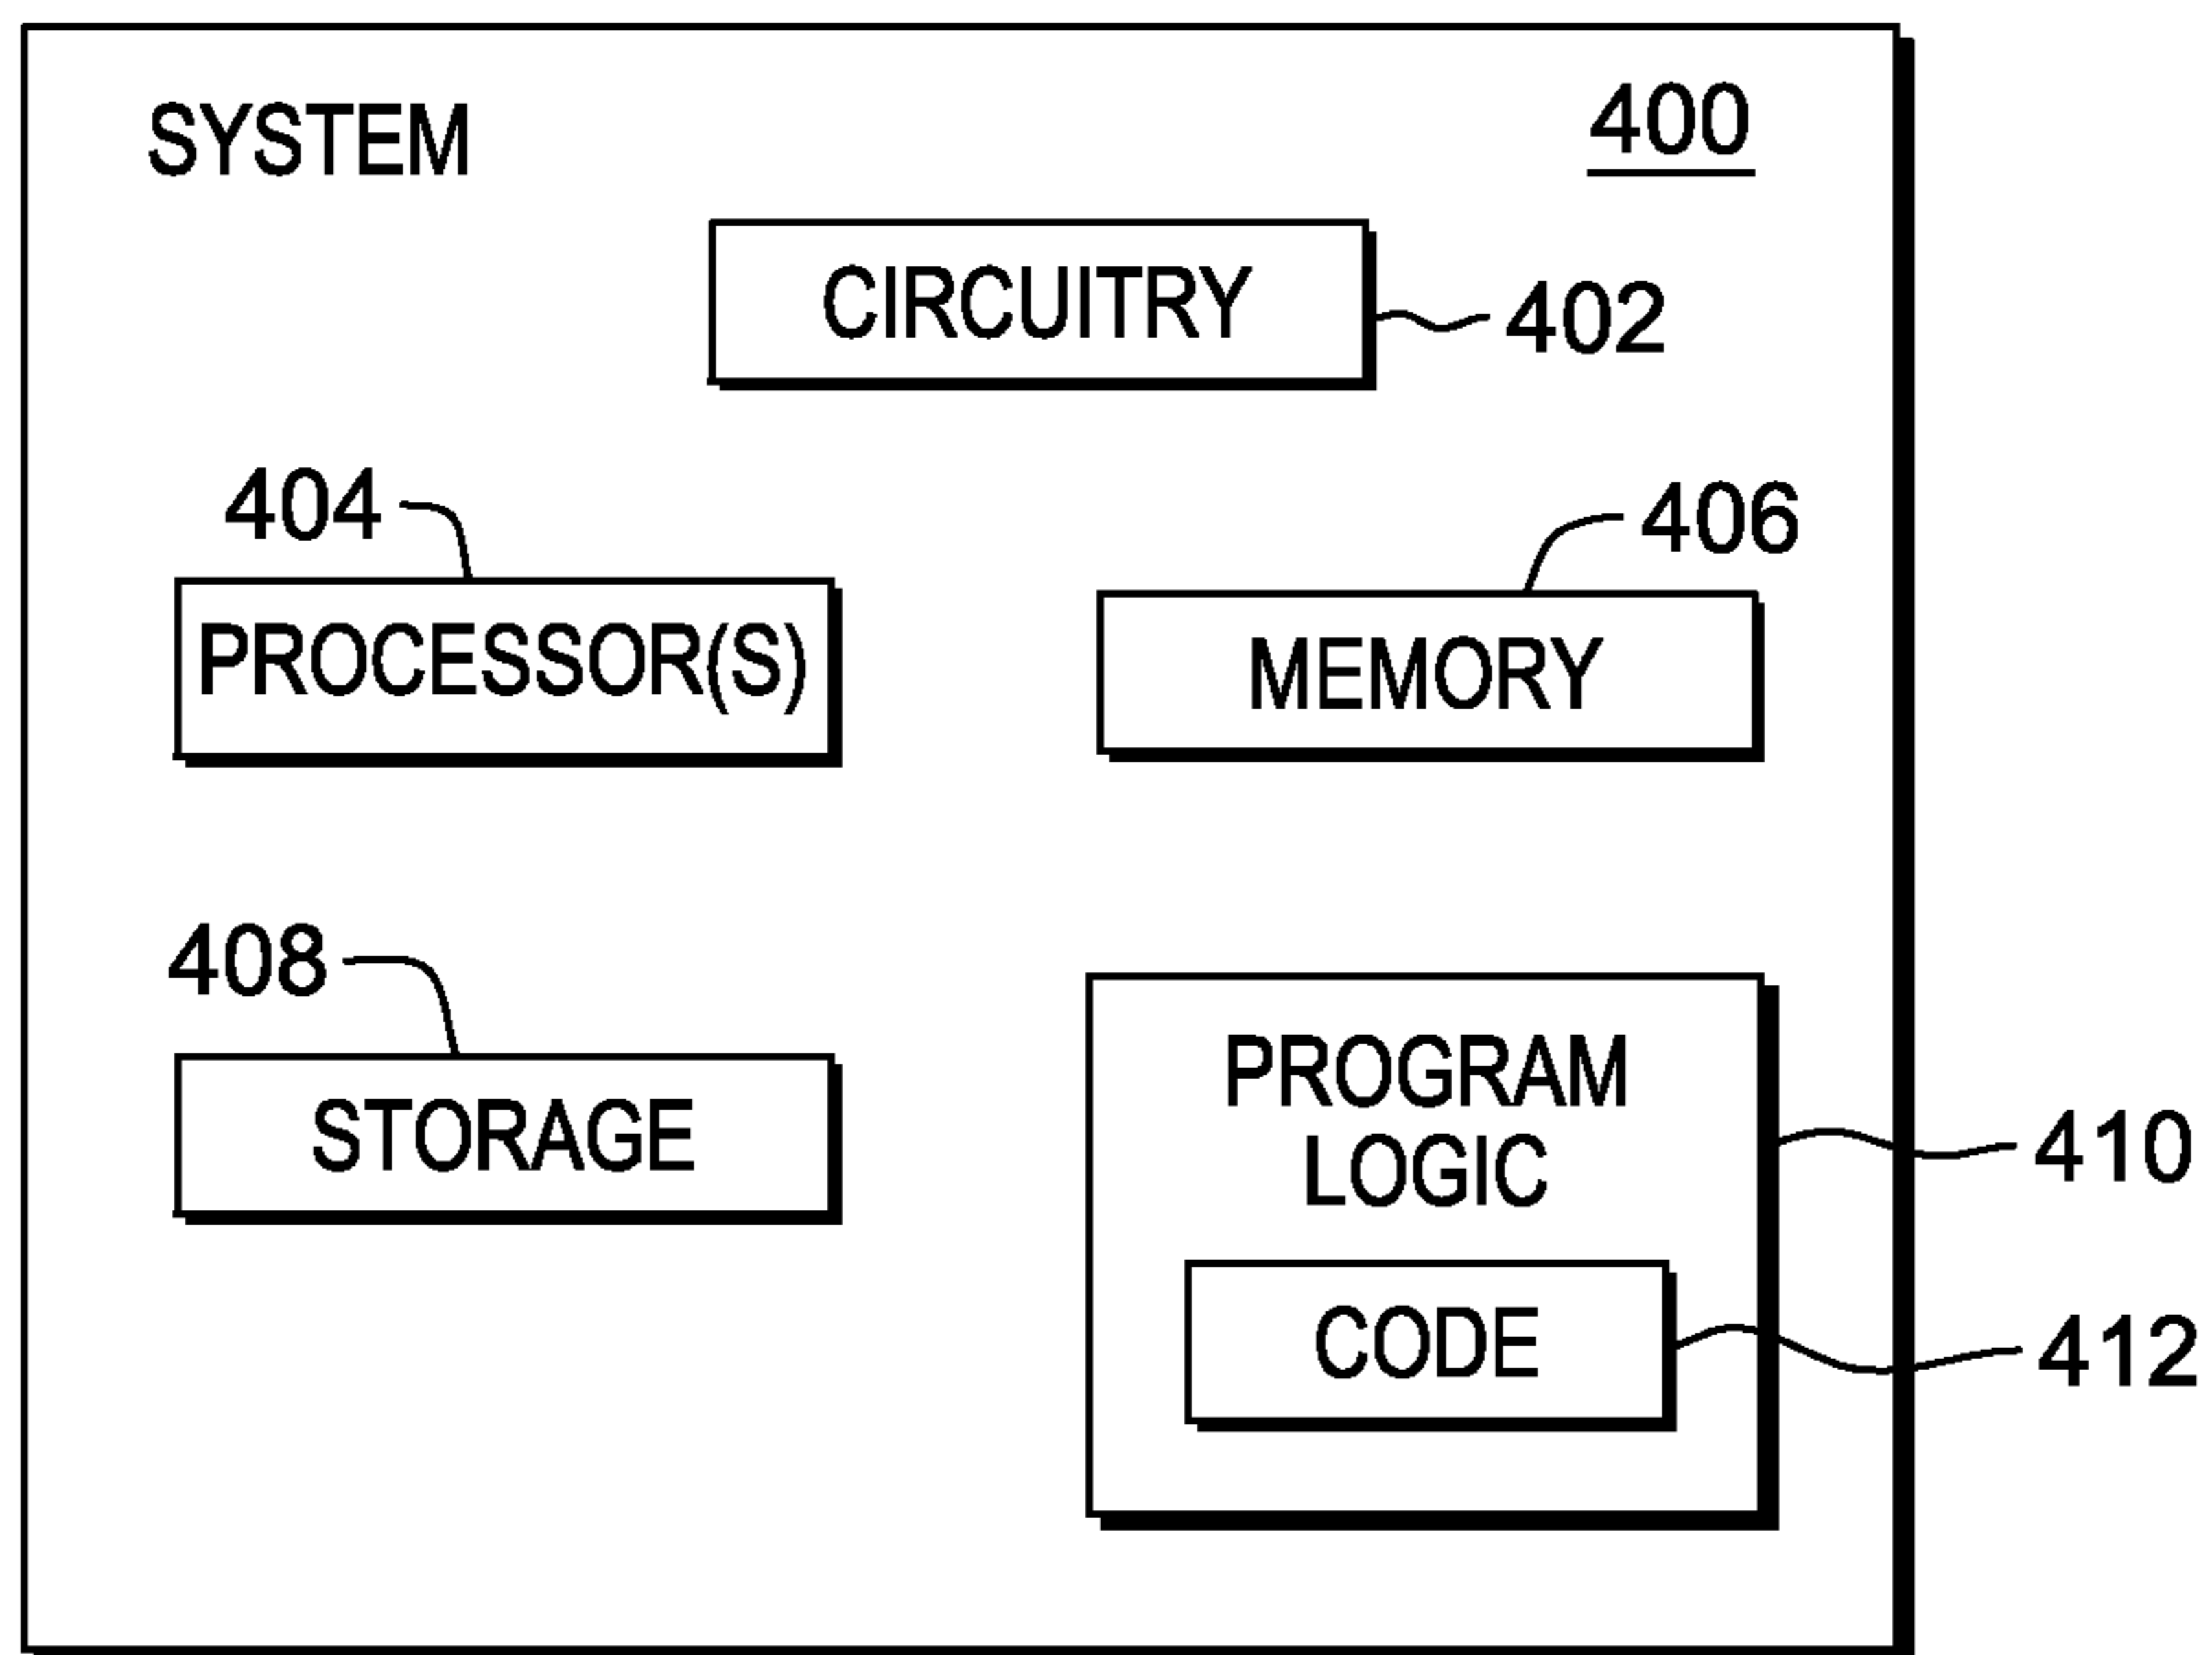 SYSTEM
400
CIRCUITRY
402
404
406
PROCESSOR(S)
MEMORY
408
STORAGE
PROGRAM
LOGIC
410
CODE
412